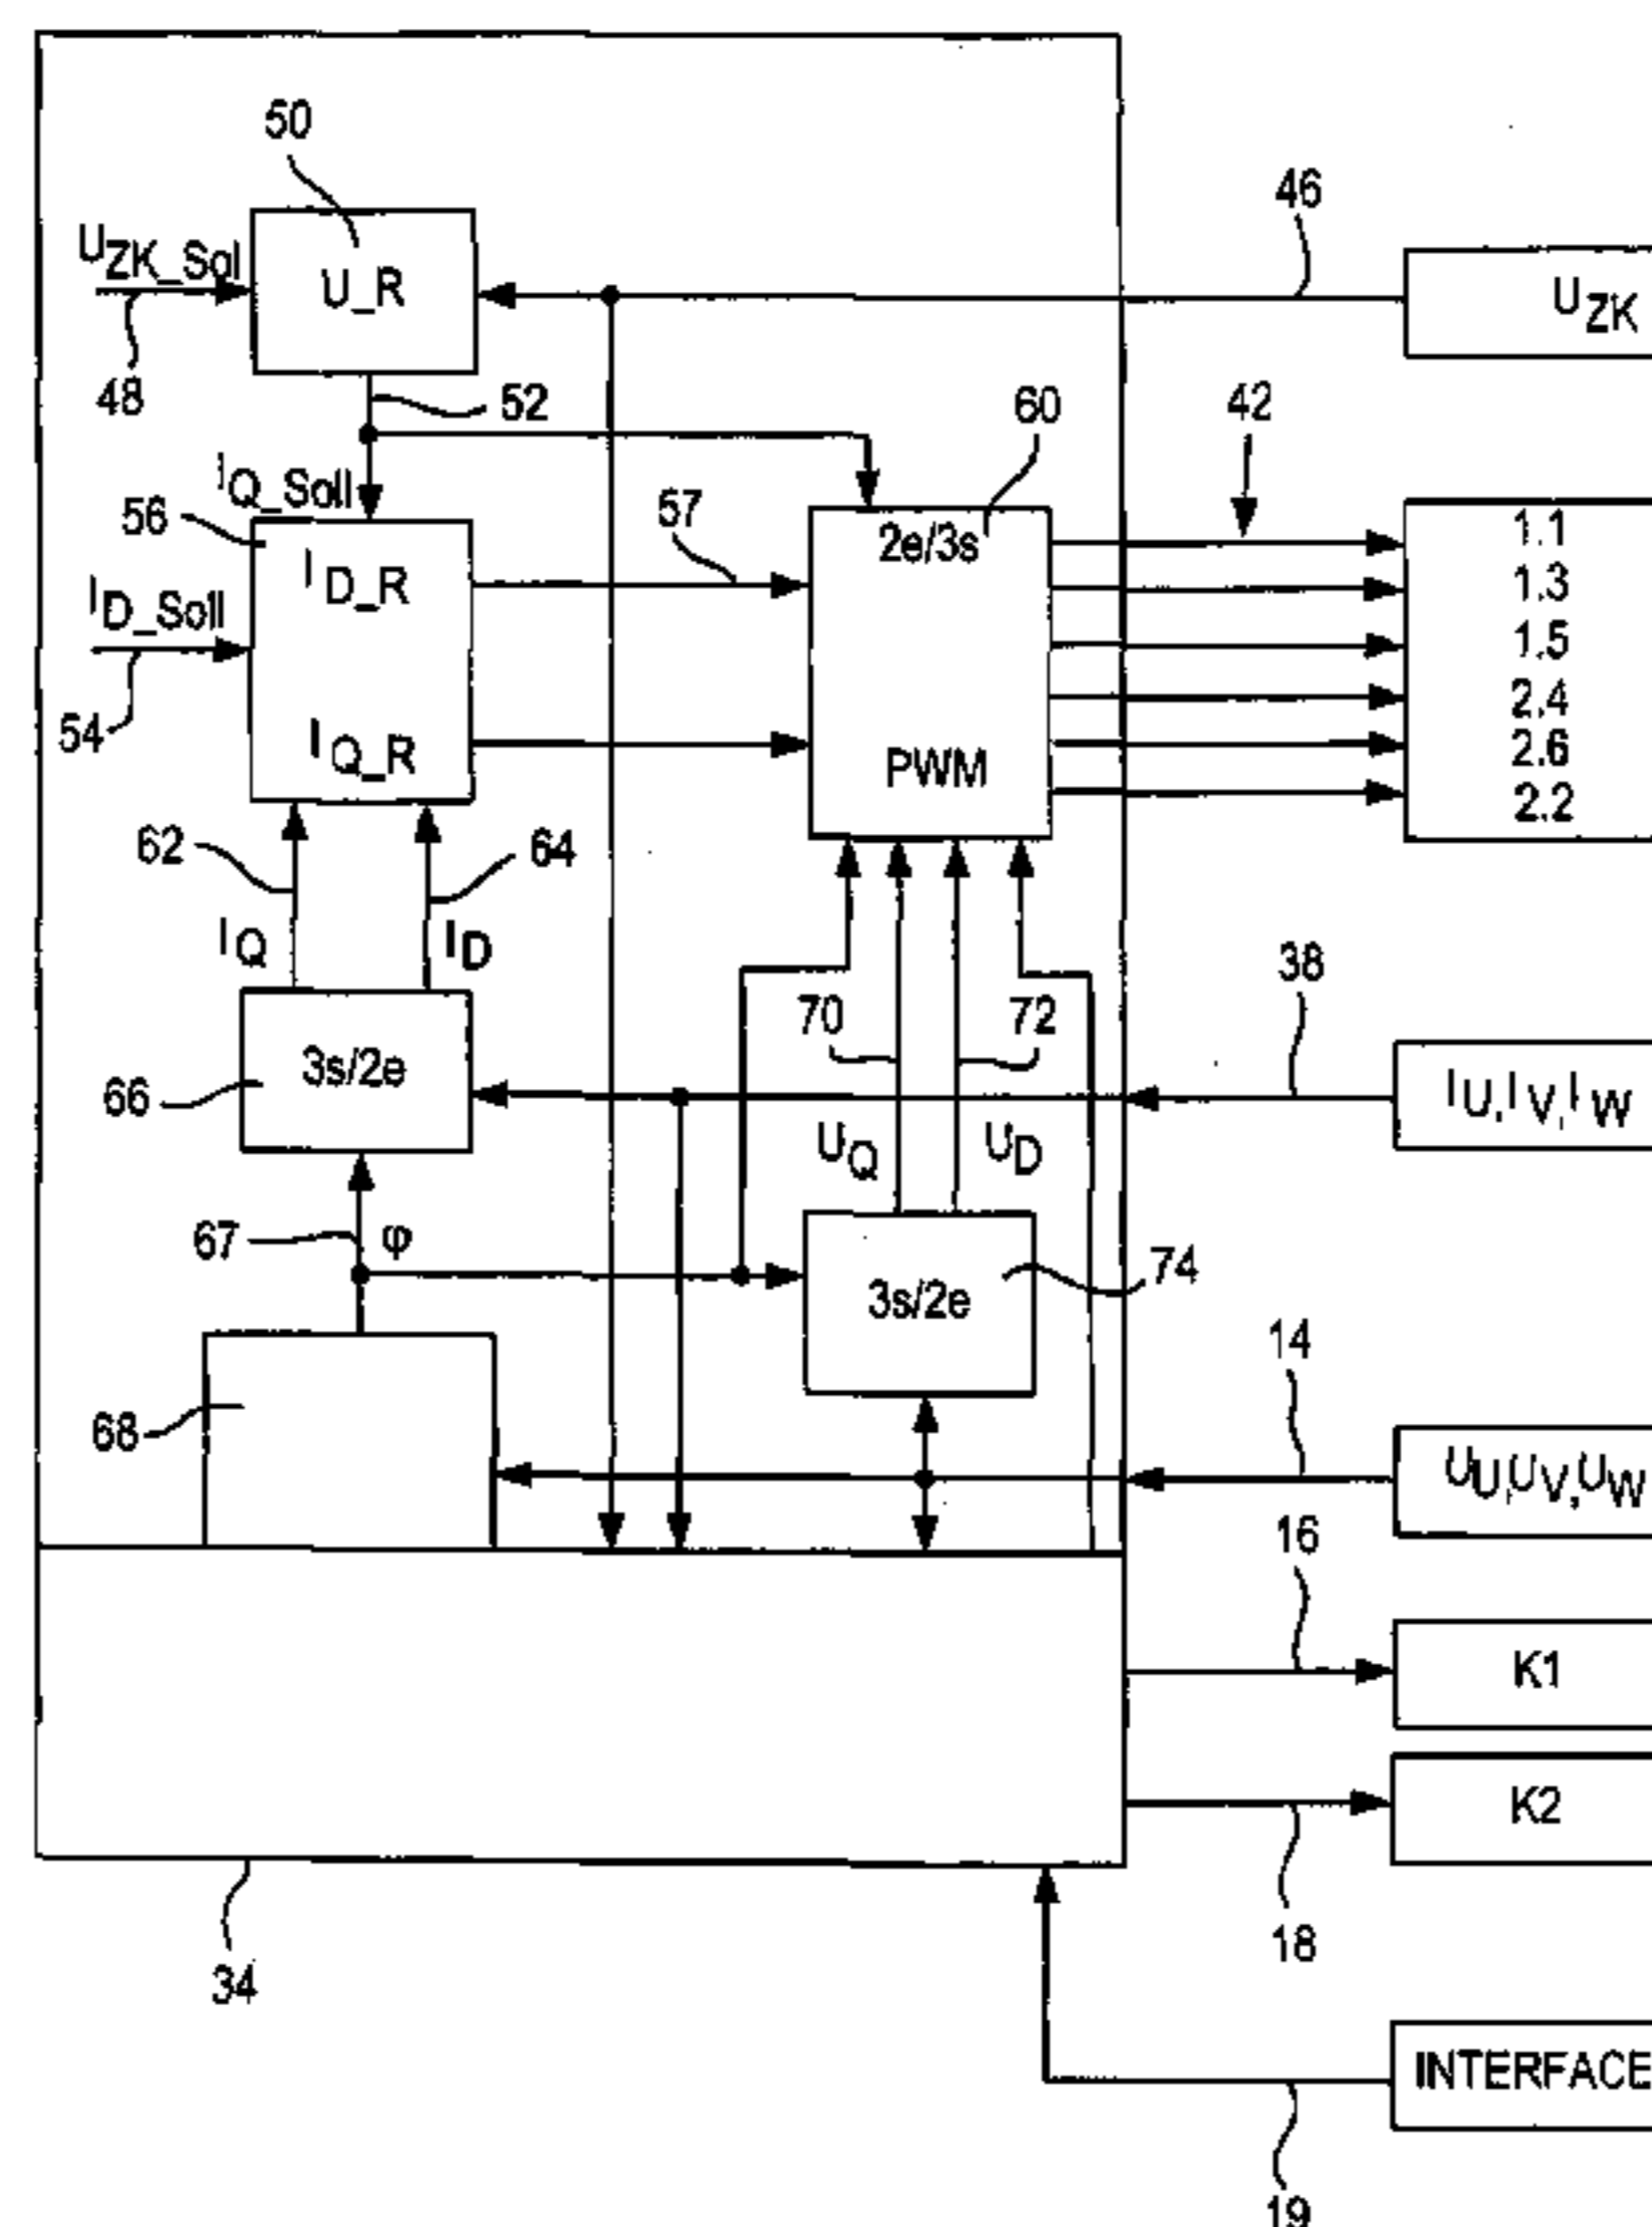 50
46
U_ZK_Sol
U_R
U_ZK
48
52
60
42
I_Q_Soll
56
57
2e/3s
1.1
I_D_R
1.3
I_D_Soll
1.5
54
2.4
I_Q_R
PWM
2.6
2.2
62
64
I_Q
I_D
38
70
72
66
3s/2e
I_U, I_V, I_W
U_Q
U_D
67
φ
74
3s/2e
14
68
U_U, U_V, U_W
16
K1
K2
18
34
INTERFACE
19